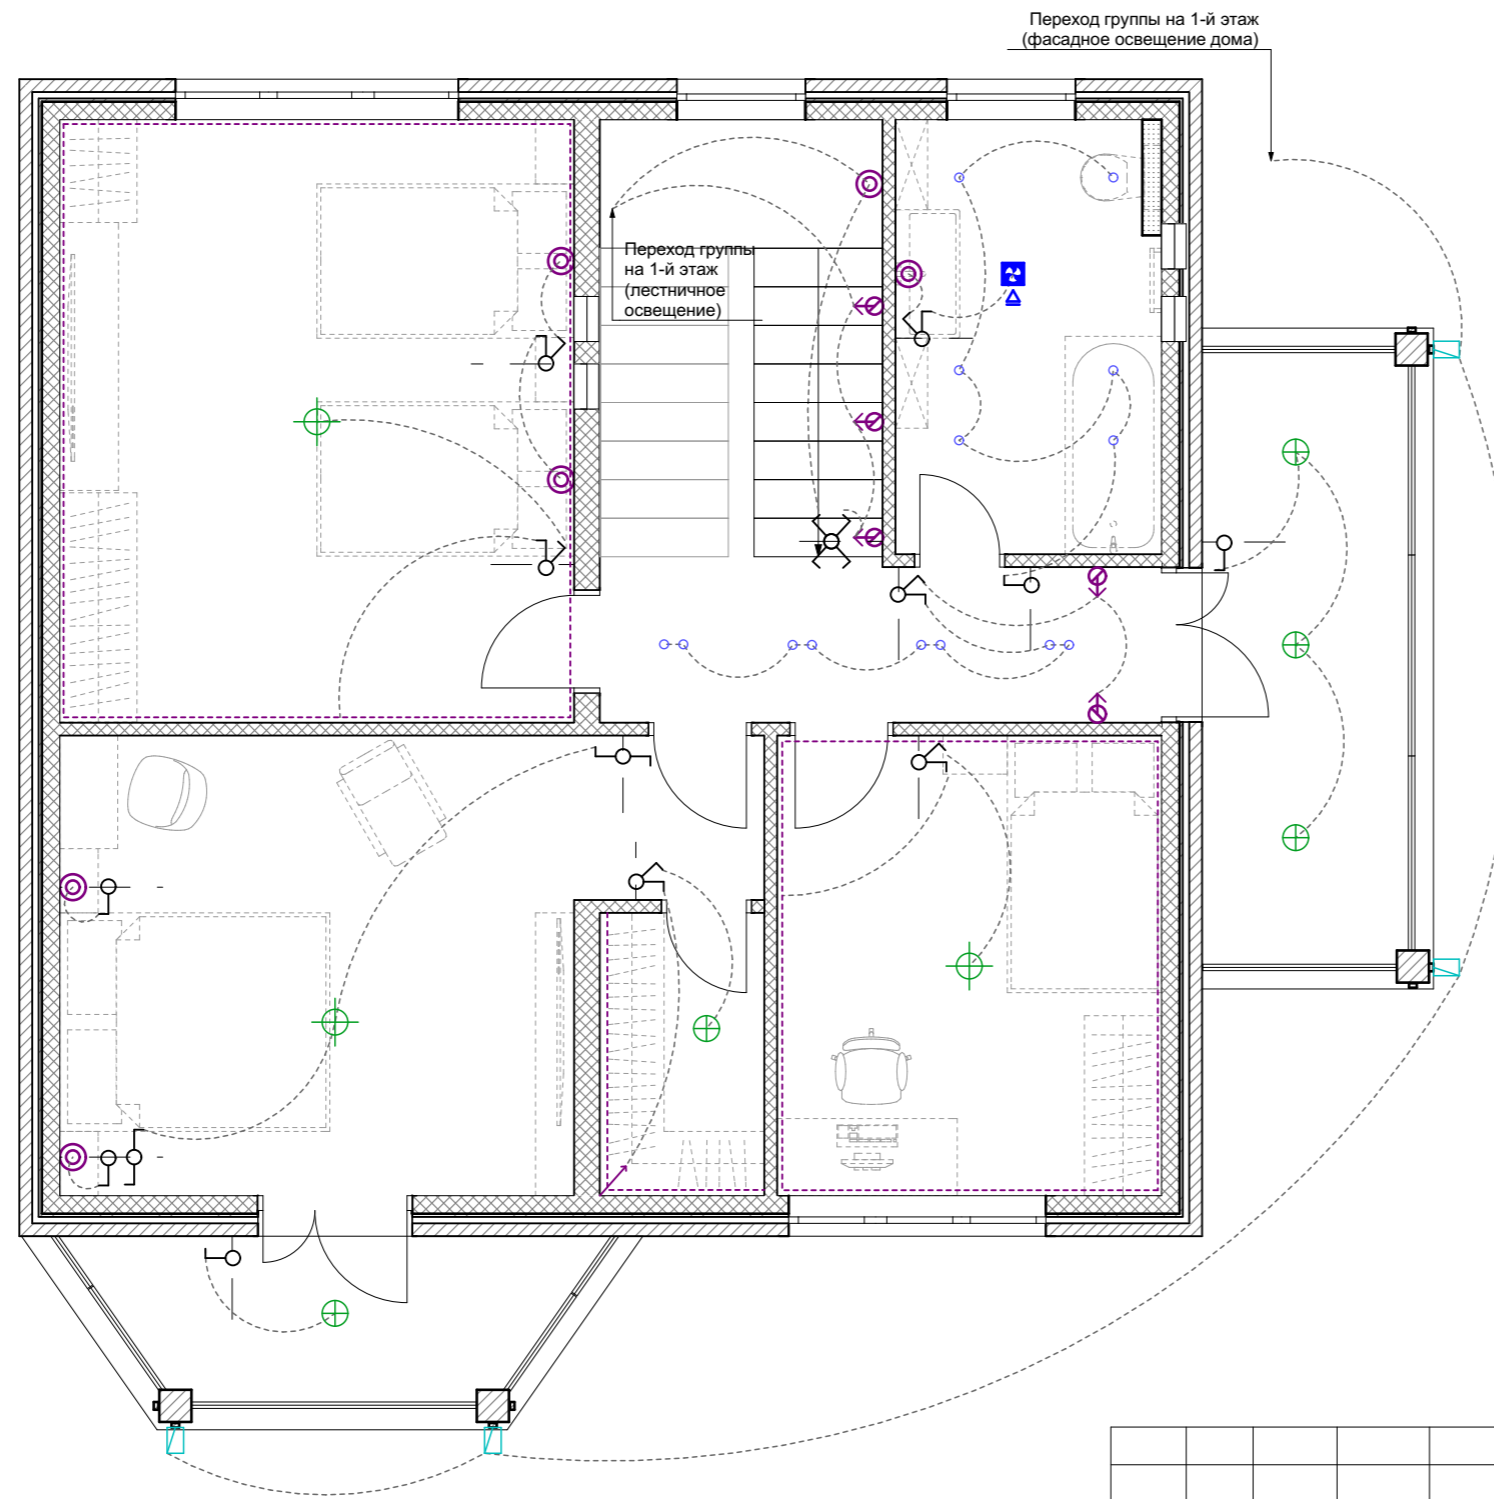 Переход группы на 1-й этаж
(фасадное освещение дома)
Переход группы
на 1-й этаж
(лестничное
освещение)